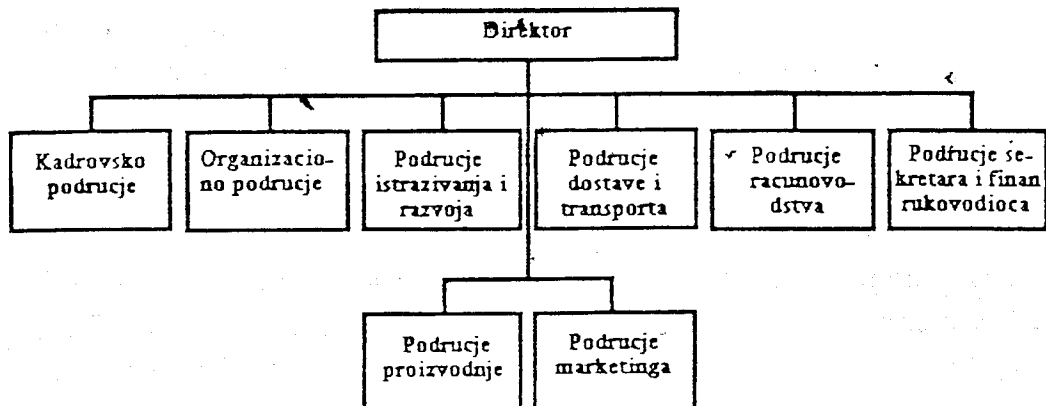 Direktor
Kadrovsko
podrucje
Organizacio-
no podrucje
Podrucje
istrazivanja i
razvoja
Podrucje
dostave i
transporta
Podrucje
racunovo-
dstva
Podrucje se-
kretara i finan
rukovodioca
Podrucje
proizvodnje
Podrucje
marketinga